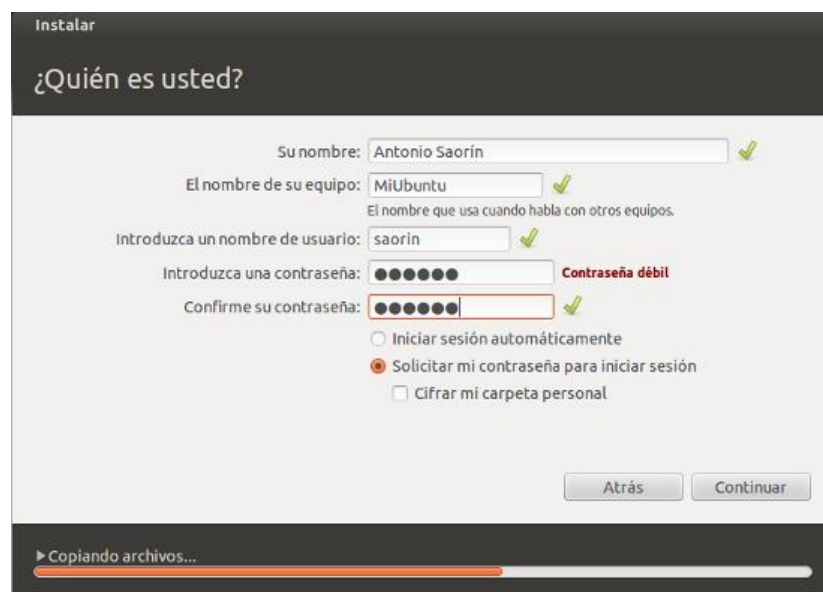 Instalar
¿Quién es usted?
Su nombre: Antonio Saorín
El nombre de su equipo: MiUbuntu
El nombre que usa cuando habla con otros equipos.
Introduzca un nombre de usuario: saorin
Introduzca una contraseña: ●●●●●● Contraseña débil
Confirme su contraseña: ●●●●●●
Iniciar sesión automáticamente
Solicitar mi contraseña para iniciar sesión
Cifrar mi carpeta personal
Atrás Continuar
Copiando archivos...